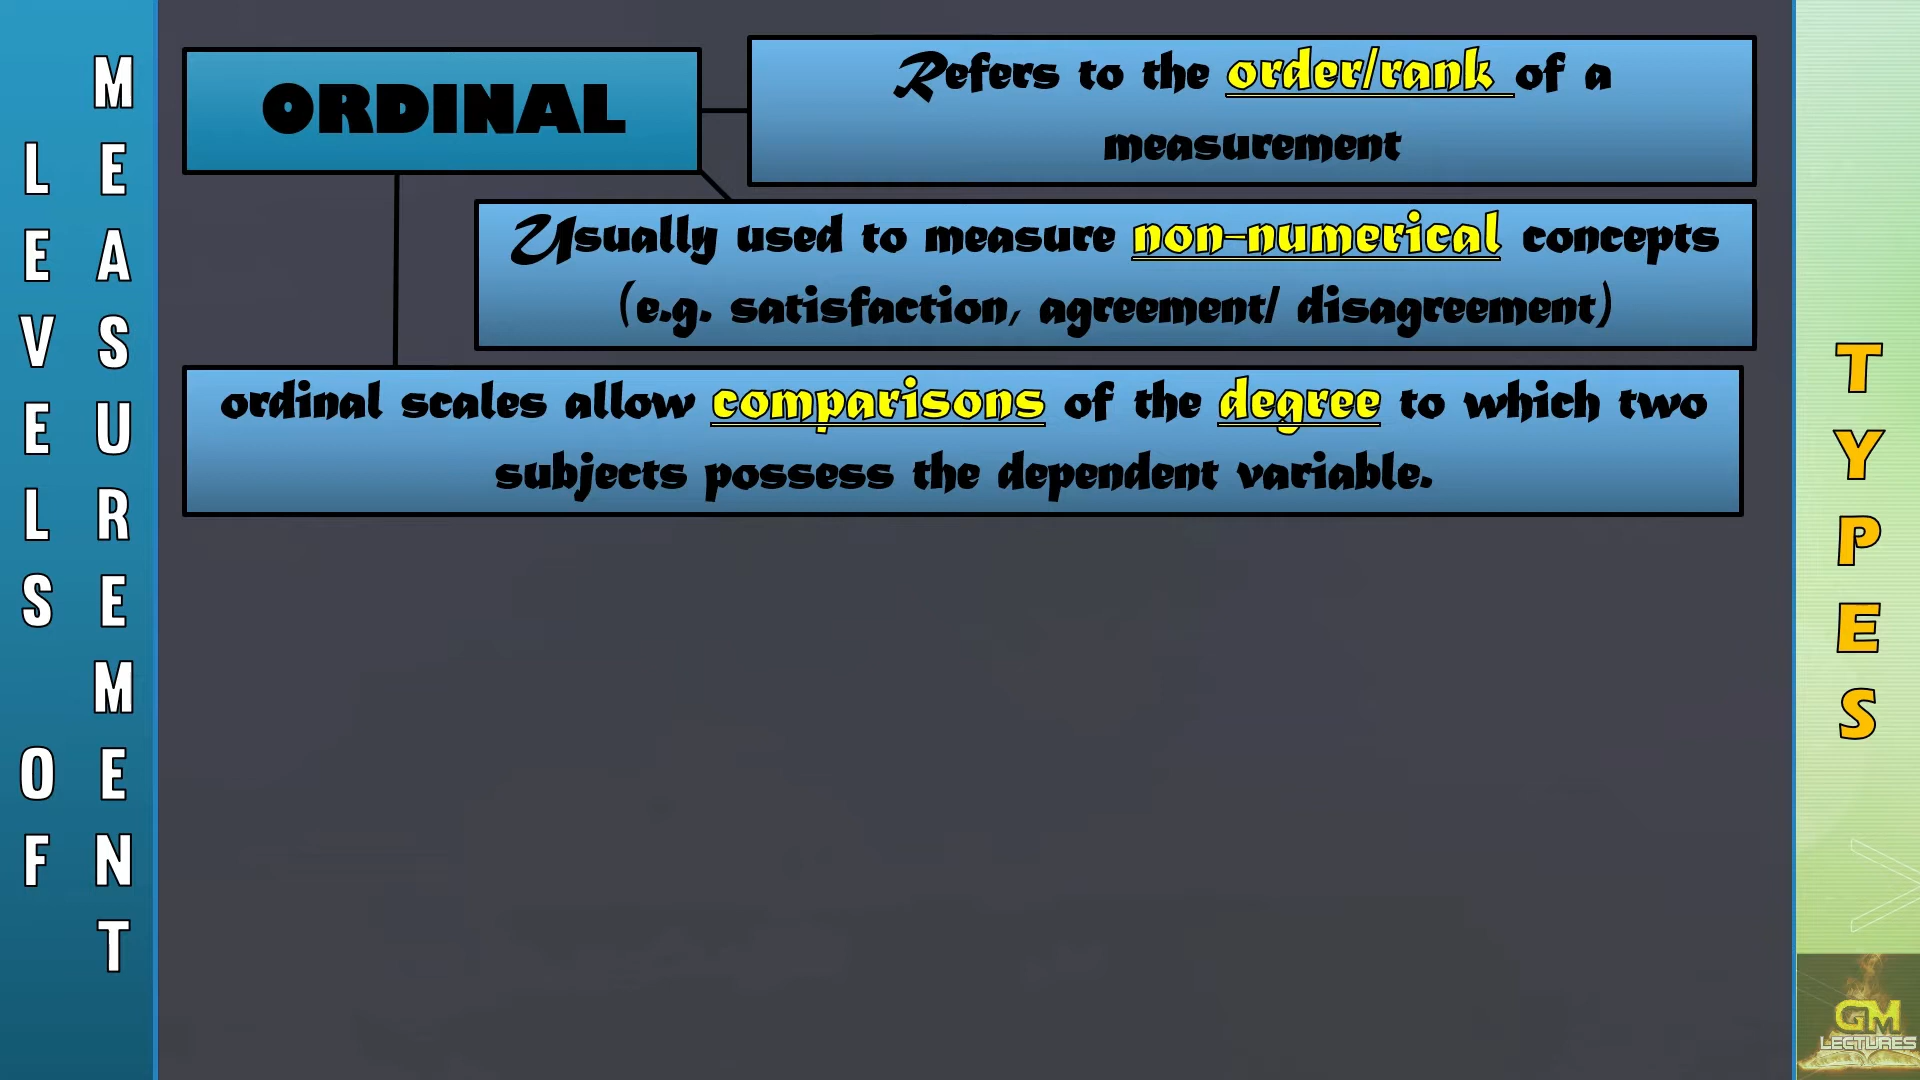 LEVELS OF
MEASUREMENT
ORDINAL
Refers to the order/rank of a
measurement
Usually used to measure non-numerical concepts
(e.g. satisfaction, agreement/ disagreement)
ordinal scales allow comparisons of the degree to which two
subjects possess the dependent variable.
TYPES
GM
LECTURES